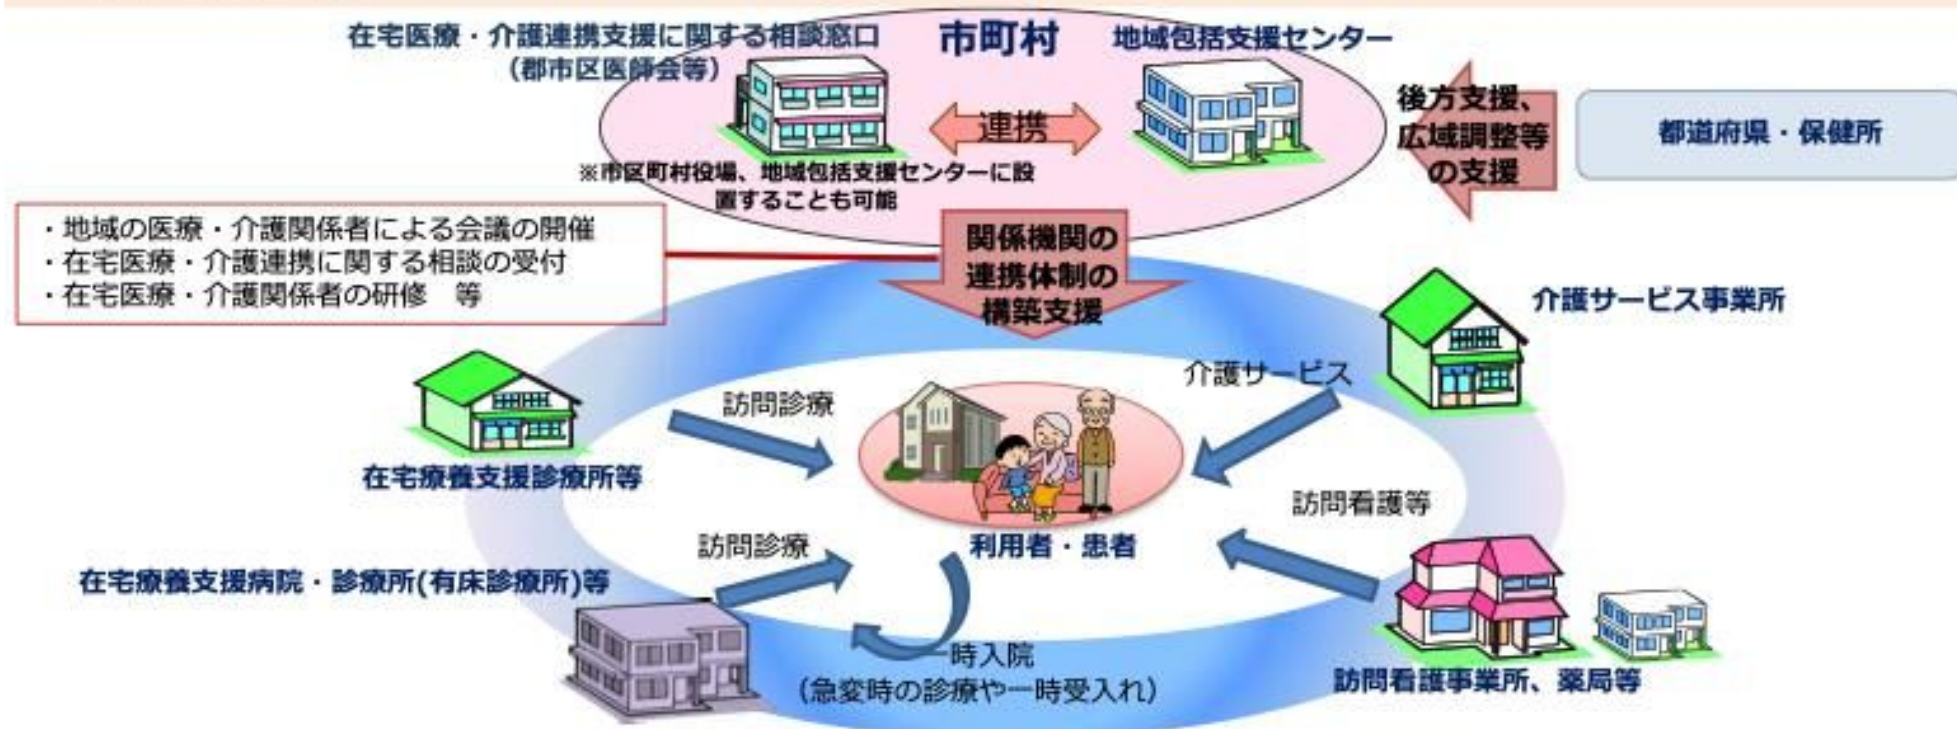 市町村
在宅医療・介護連携支援に関する相談窓口
（郡市区医師会等）
地域包括支援センター
連携
※市区町村役場、地域包括支援センターに設
置することも可能
後方支援、
広域調整等
の支援
都道府県・保健所
・地域の医療・介護関係者による会議の開催
・在宅医療・介護連携に関する相談の受付
・在宅医療・介護関係者の研修　等
関係機関の
連携体制の
構築支援
介護サービス事業所
介護サービス
訪問診療
在宅療養支援診療所等
利用者・患者
訪問看護等
訪問診療
在宅療養支援病院・診療所(有床診療所)等
一時入院
（急変時の診療や一時受入れ）
訪問看護事業所、薬局等